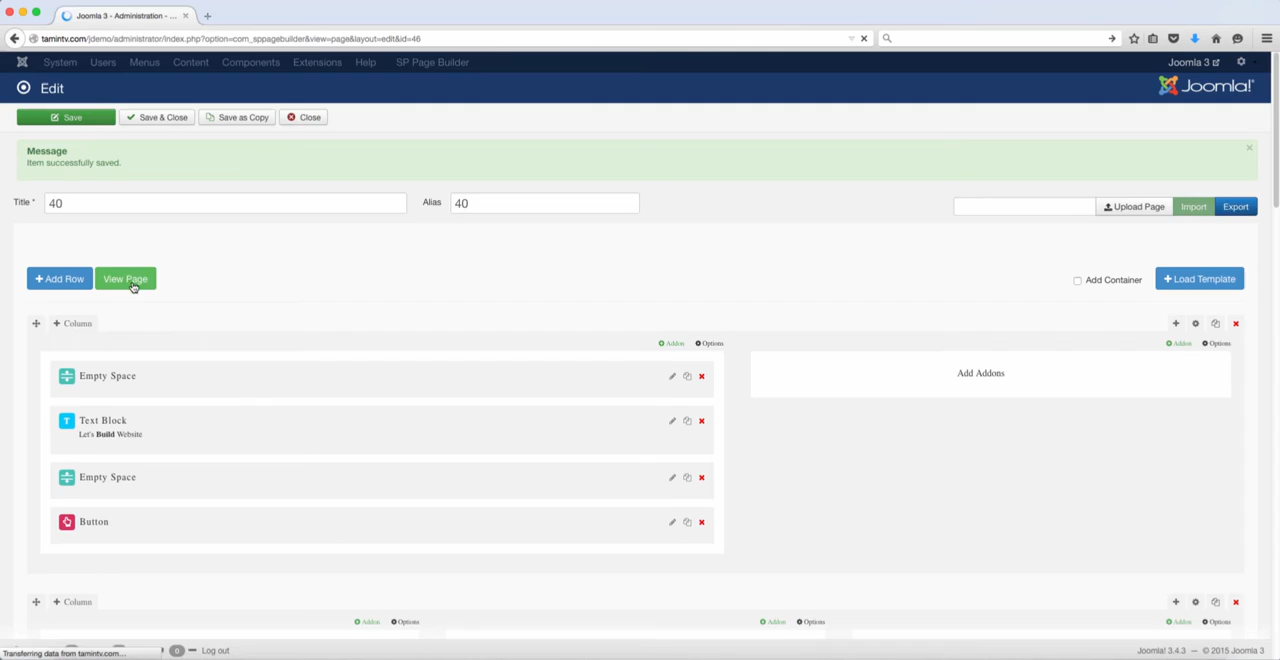 Joomla 3 - Administration - ...
tamintv.com/jdemo/administrator/index.php?option=com_sppagebuilder&view=page&layout=edit&id=46
System Users Menus Content Components Extensions Help SP Page Builder Joomla 3
Edit Joomla!
Save Save & Close Save as Copy Close
Message
Item successfully saved.
Title * 40 Alias 40 Upload Page Import Export
Add Row View Page Add Container Load Template
Column
Addon Options Addon Options
Empty Space
Add Addons
T Text Block
Let's Build Website
Empty Space
Button
Column
Addon Options Addon Options Addon Options
Transferring data from tamintv.com... 0 Log out Joomla! 3.4.3 — © 2015 Joomla 3